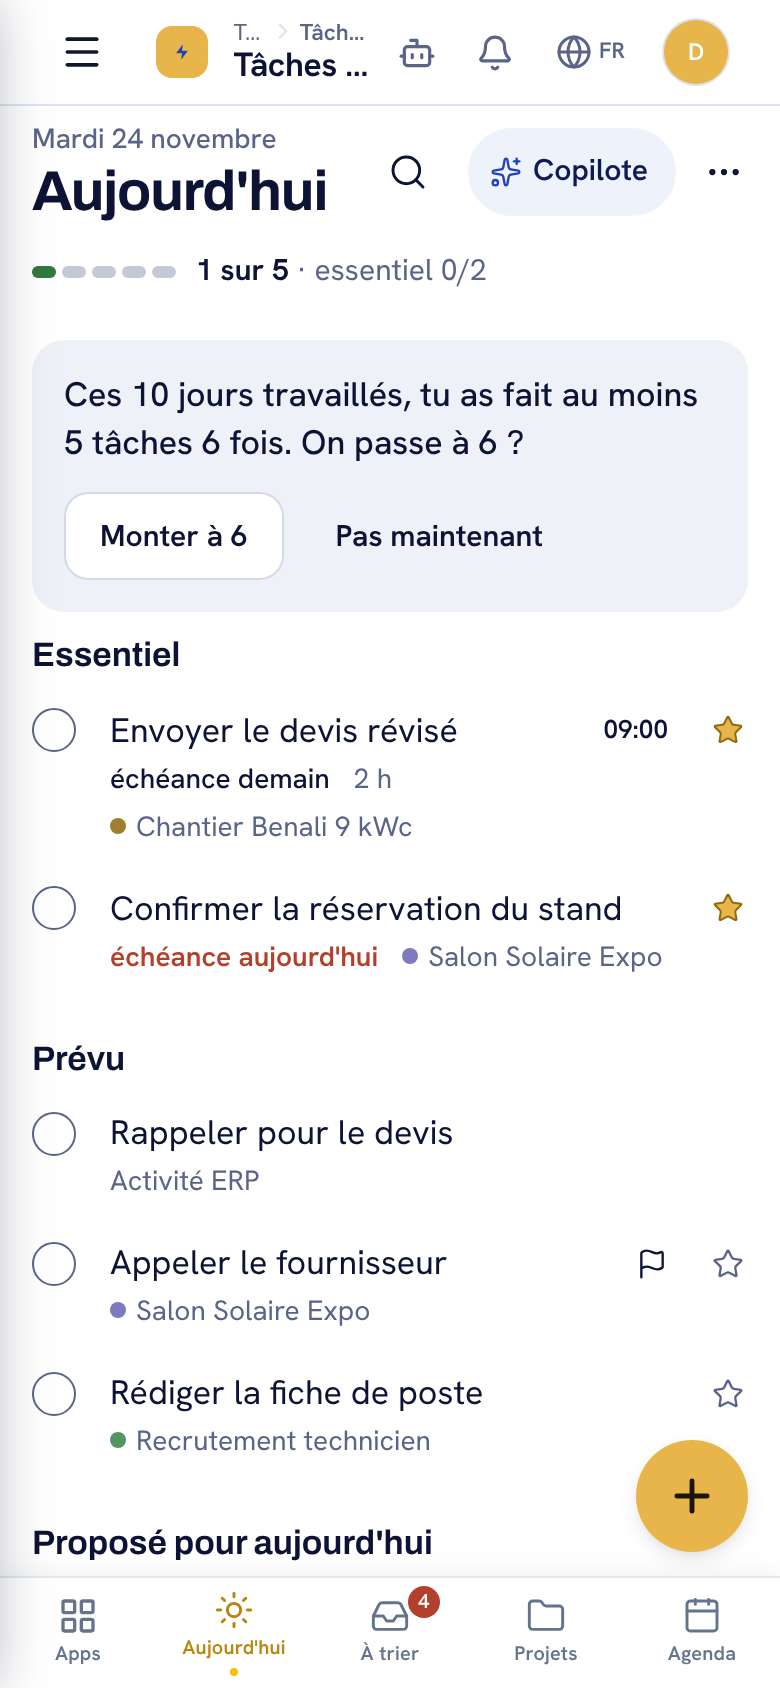 T... > Tâch...
Tâches ...
FR
D
Mardi 24 novembre
Aujourd'hui
Copilote
1 sur 5 · essentiel 0/2
Ces 10 jours travaillés, tu as fait au moins
5 tâches 6 fois. On passe à 6 ?
Monter à 6
Pas maintenant
Essentiel
Envoyer le devis révisé
09:00
échéance demain 2 h
Chantier Benali 9 kWc
Confirmer la réservation du stand
échéance aujourd'hui
Salon Solaire Expo
Prévu
Rappeler pour le devis
Activité ERP
Appeler le fournisseur
Salon Solaire Expo
Rédiger la fiche de poste
Recrutement technicien
Proposé pour aujourd'hui
4
Apps
Aujourd'hui
À trier
Projets
Agenda